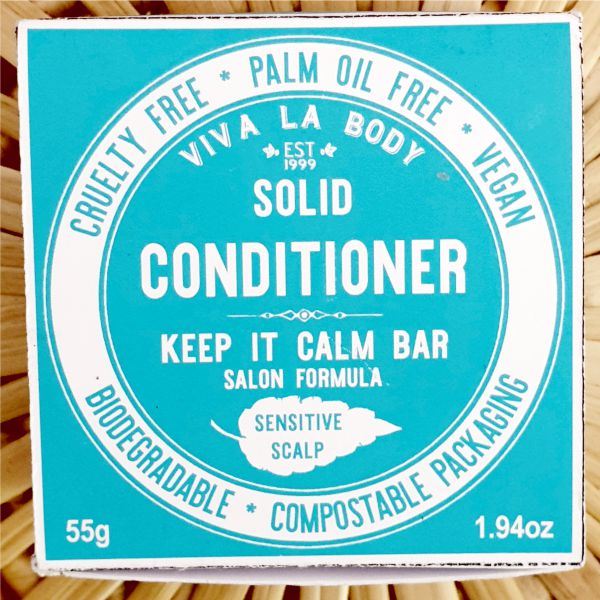 CRUELTY FREE * PALM OIL FREE * VEGAN
VIVA LA BODY
EST
1999
SOLID
CONDITIONER
KEEP IT CALM BAR
SALON FORMULA
SENSITIVE
SCALP
BIODEGRADABLE * COMPOSTABLE PACKAGING
55g
1.94oz